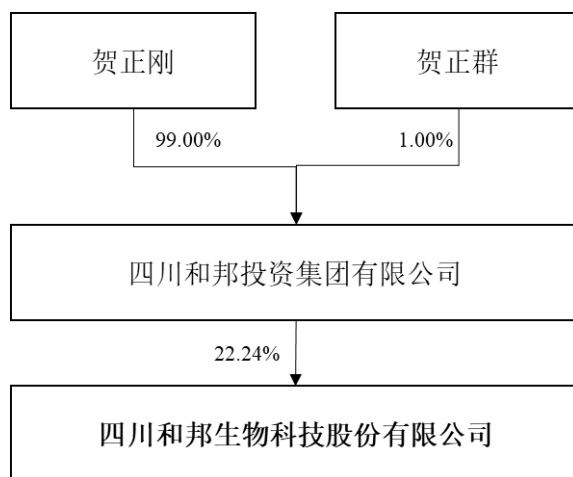 贺正刚
贺正群
99.00%
1.00%
四川和邦投资集团有限公司
22.24%
四川和邦生物科技股份有限公司